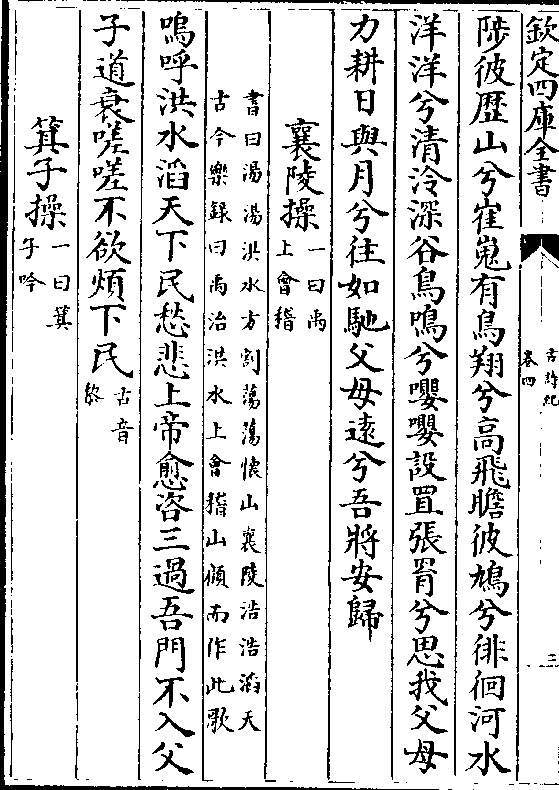 欽定四庫全書
古詩紀
卷四
三
陟彼歴山兮崔嵬有鳥翔兮高飛瞻彼鳩兮徘徊河水
洋洋兮清泠深谷鳥鳴兮嚶嚶設罝張罥兮思我父母
力耕日與月兮往如馳父母遠兮吾將安歸
襄陵操一曰禹上會稽
書曰湯湯洪水方割蕩蕩懷山襄陵浩浩滔天
古今樂録曰禹治洪水上會稽山顧而作此歌
嗚呼洪水滔天下民愁悲上帝愈咨三過吾門不入父
子道衰嗟嗟不欲煩下民古音
箕子操一曰箕子吟